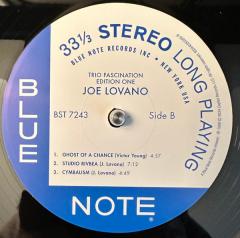 33 1/3 STEREO LONG PLAYING
BLUE NOTE RECORDS INC • NEW YORK USA
TRIO FASCINATION
EDITION ONE
JOE LOVANO
BST 7243
Side B
1. GHOST OF A CHANCE (Victor Young) 4:57
2. STUDIO RIVBEA (J. Lovano) 7:12
3. CYMBALISM (J. Lovano) 4:49
BLUE
NOTE